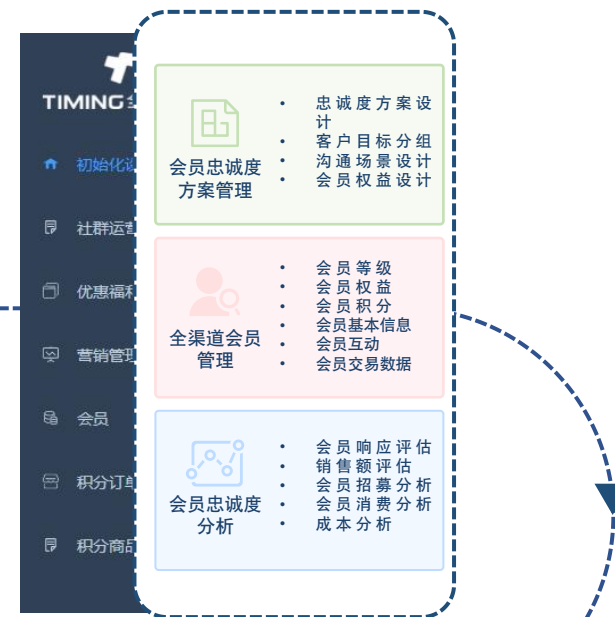 TIMING
初始化
社群运营
优惠福利
营销管理
会员
积分订单
积分商品
会员忠诚度
方案管理
• 忠诚度方案设
计
• 客户目标分组
• 沟通场景设计
• 会员权益设计
全渠道会员
管理
• 会员等级
• 会员权益
• 会员积分
• 会员基本信息
• 会员互动
• 会员交易数据
会员忠诚度
分析
• 会员响应评估
• 销售额评估
• 会员招募分析
• 会员消费分析
• 成本分析